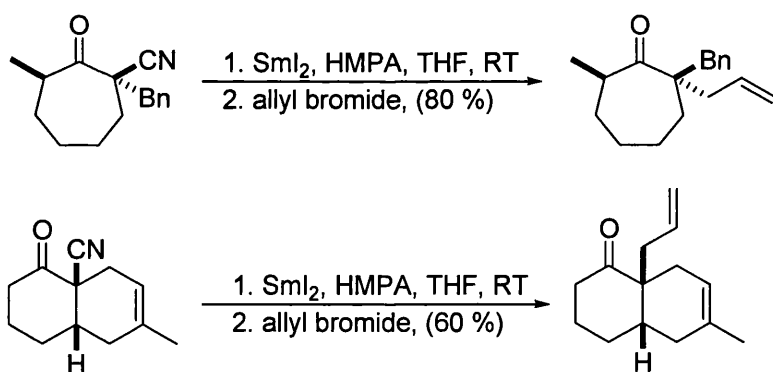 O
CN
Bn
1. SmI2, HMPA, THF, RT
2. allyl bromide, (80 %)
O
Bn
O
CN
H
1. SmI2, HMPA, THF, RT
2. allyl bromide, (60 %)
O
H